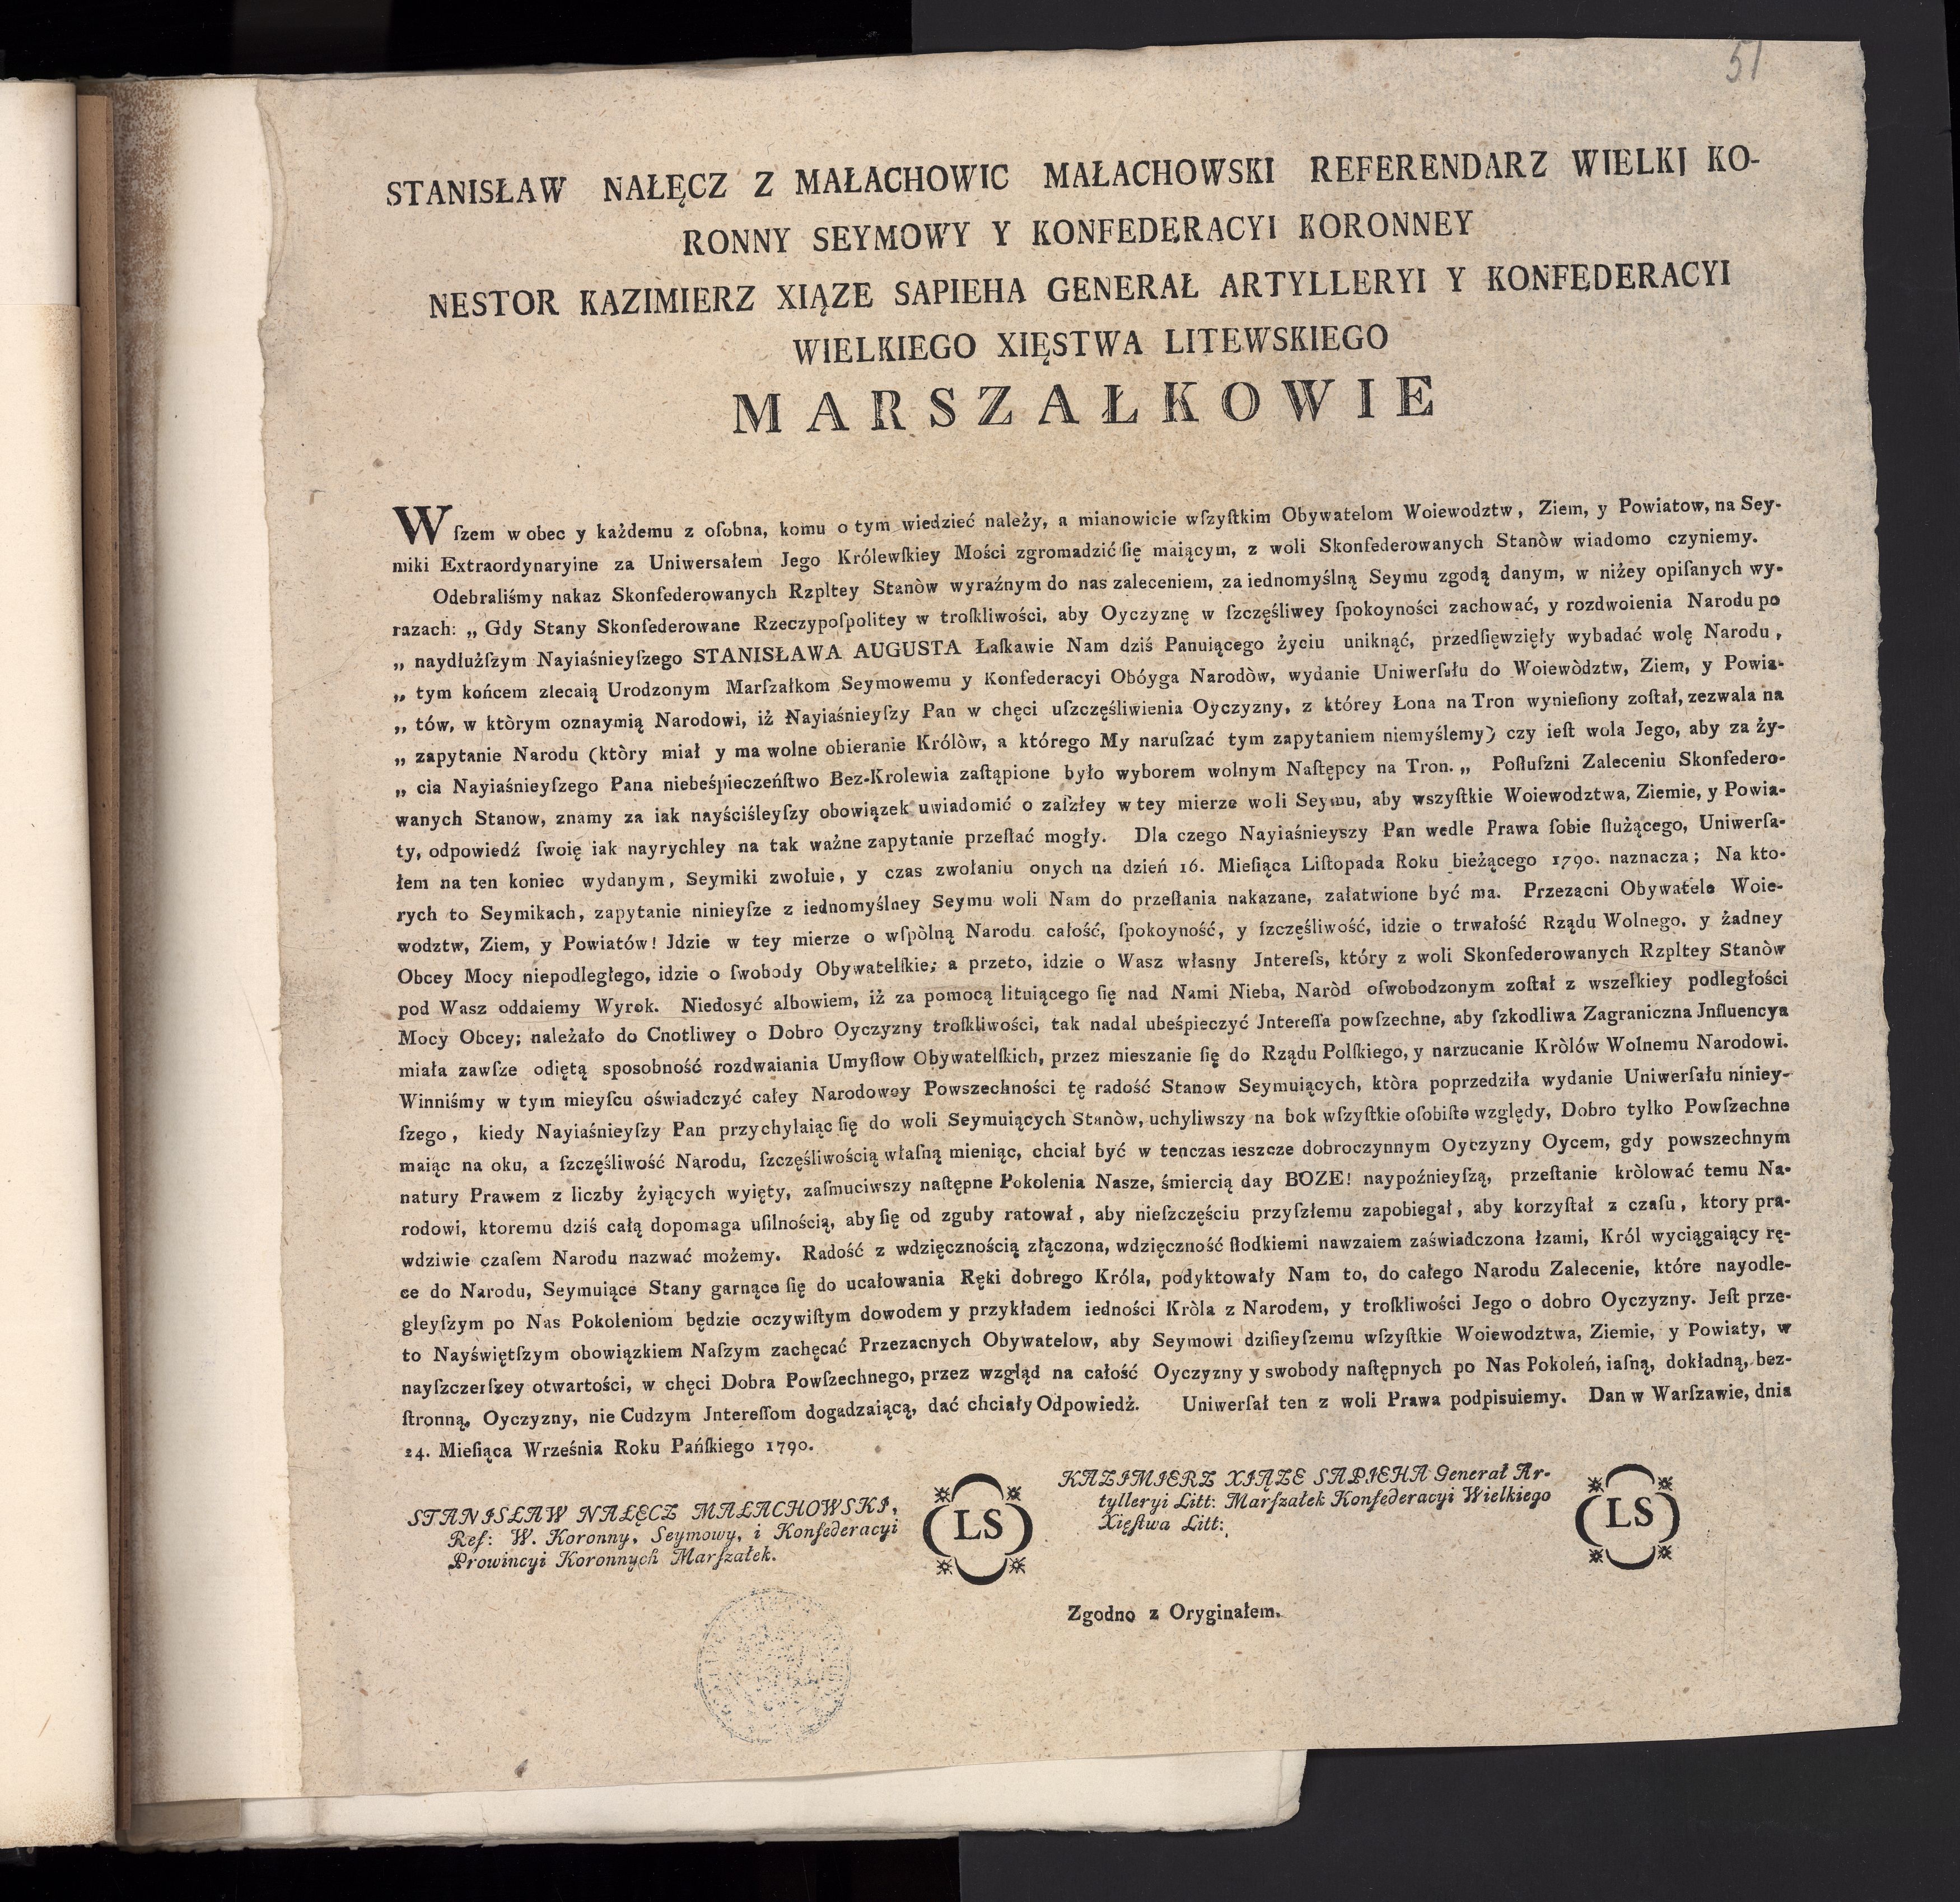 51
STANISŁAW NAŁĘCZ Z MAŁACHOWIC MAŁACHOWSKI REFERENDARZ WIELKJ KO-
RONNY SEYMOWY Y KONFEDERACYI KORONNEY
NESTOR KAZIMIERZ XIĄZE SAPIEHA GENERAŁ ARTYLLERYI Y KONFEDERACYI
WIELKIEGO XIĘSTWA LITEWSKIEGO
MARSZAŁKOWIE
Wſzem w obec y każdemu z oſobna, komu o tym wiedzieć należy, a mianowicie wſzyſtkim Obywatelom Woiewodztw, Ziem, y Powiatow, na Sey-
miki Extraordynaryine za Uniwersałem Jego Królewſkiey Mości zgromadzić ſię maiącym, z woli Skonfederowanych Stanòw wiadomo czyniemy.
Odebraliśmy nakaz Skonfederowanych Rzpltey Stanòw wyraźnym do nas zaleceniem, za iednomyślną Seymu zgodą danym, w niżey opiſanych wy-
razach: „ Gdy Stany Skonfederowane Rzeczypoſpolitey w troſkliwości, aby Oyczyznę w ſzczęśliwey ſpokoyności zachować, y rozdwoienia Narodu po
„ naydłużſzym Nayiaśnieyſzego STANISŁAWA AUGUSTA Łaſkawie Nam dziś Panuiącego życiu uniknąć, przedſięwzięły wybadać wolę Narodu,
„ tym końcem zlecaią Urodzonym Marſzałkom Seymowemu y Konfederacyi Obóyga Narodòw, wydanie Uniwerſału do Woiewòdztw, Ziem, y Powia-
„ tów, w ktòrym oznaymią Narodowi, iż Nayiaśnieyſzy Pan w chęci uſzczęśliwienia Oyczyzny, z którey Łona na Tron wynieſiony został, zezwala na
„ zapytanie Narodu (ktòry miał y ma wolne obieranie Królòw, a którego My naruſzać tym zapytaniem niemyślemy) czy ieſt wola Jego, aby za ży-
„ cia Nayiaśnieyſzego Pana niebeśpieczeńſtwo Bez-Krolewia zaſtąpione było wyborem wolnym Naſtępcy na Tron. „ Poſłuſzni Zaleceniu Skonfedero-
wanych Stanow, znamy za iak nayściśleyſzy obowiązek uwiadomić o zaſzłey w tey mierze woli Seymu, aby wszyſtkie Woiewodztwa, Ziemie, y Powia-
ty, odpowiedź ſwoię iak nayrychley na tak ważne zapytanie przeſłać mogły. Dla czego Nayiaśnieyszy Pan wedle Prawa ſobie ſłużącego, Uniwerſa-
łem na ten koniec wydanym, Seymiki zwołuie, y czas zwołaniu onych na dzień 16. Mieſiąca Liſtopada Roku bieżącego 1790. naznacza; Na kto-
rych to Seymikach, zapytanie ninieyſze z iednomyślney Seymu woli Nam do przeſłania nakazane, załatwione być ma. Przezacni Obywatele Woie-
wodztw, Ziem, y Powiatów! Jdzie w tey mierze o wſpòlną Narodu całość, ſpokoyność, y ſzczęśliwość, idzie o trwałość Rządu Wolnego, y żadney
Obcey Mocy niepodległego, idzie o ſwobody Obywatelſkie; a przeto, idzie o Wasz własny Jntereſs, który z woli Skonfederowanych Rzpltey Stanòw
pod Wasz oddaiemy Wyrok. Niedosyć albowiem, iż za pomocą lituiącego ſię nad Nami Nieba, Naròd oſwobodzonym zoſtał z wszelkiey podległości
Mocy Obcey; należało do Cnotliwey o Dobro Oyczyzny troſkliwości, tak nadal ubeśpieczyć Jntereſſa powſzechne, aby ſzkodliwa Zagraniczna Jnfluencya
miała zawſze odiętą sposobność rozdwaiania Umyſłow Obywatelſkich, przez mieszanie ſię do Rządu Polſkiego, y narzucanie Kròlów Wolnemu Narodowi.
Winniśmy w tym mieyſcu oświadczyć całey Narodowey Powszechności tę radość Stanow Seymuiących, ktòra poprzedziła wydanie Uniwerſału niniey-
ſzego, kiedy Nayiaśnieyſzy Pan przychylaiąc ſię do woli Seymuiących Stanòw, uchyliwszy na bok wſzyſtkie oſobiſte względy, Dobro tylko Powſzechne
maiąc na oku, a ſzczęśliwość Narodu, ſzczęśliwością właſną mieniąc, chciał być w tenczas ieszcze dobroczynnym Oyczyzny Oycem, gdy powszechnym
natury Prawem z liczby żyiących wyięty, zaſmuciwszy naſtępne Pokolenia Nasze, śmiercią day BOZE! naypoźnieyſzą, przeſtanie kròlować temu Na-
rodowi, ktoremu dziś całą dopomaga uſilnością, aby ſię od zguby ratował, aby nieſzczęściu przyſzłemu zapobiegał, aby korzyſtał z czaſu, ktory pra-
wdziwie czaſem Narodu nazwać możemy. Radość z wdzięcznością złączona, wdzięczność ſłodkiemi nawzaiem zaświadczona łzami, Król wyciągaiący rę-
ce do Narodu, Seymuiące Stany garnące ſię do ucałowania Ręki dobrego Króla, podyktowały Nam to, do całego Narodu Zalecenie, które nayodle-
gleyſzym po Nas Pokoleniom będzie oczywiſtym dowodem y przykładem iedności Kròla z Narodem, y troſkliwości Jego o dobro Oyczyzny. Jeſt prze-
to Nayświętſzym obowiązkiem Naſzym zachęcać Przezacnych Obywatelow, aby Seymowi dziſieyſzemu wſzyſtkie Woiewodztwa, Ziemie, y Powiaty, w
nayszczerſzey otwartości, w chęci Dobra Powſzechnego, przez wzgląd na całość Oyczyzny y swobody naſtępnych po Nas Pokoleń, iaſną, dokładną, bez-
ſtronną, Oyczyzny, nie Cudzym Jntereſſom dogadzaiącą, dać chciały Odpowiedź. Uniwerſał ten z woli Prawa podpisuiemy. Dan w Warſzawie, dnia
24. Mieſiąca Września Roku Pańſkiego 1790.
STANISŁAW NAŁĘCZ MAŁACHOWSKI,
Ref: W. Koronny, Seymowy, i Konfederacyi
Prowincyi Koronnych Marſzałek.
LS
KAZIMIERZ XIĄZE SAPIEHA Generał Ar-
tylleryi Litt: Marſzałek Konfederacyi Wielkiego
Xięſtwa Litt:
LS
Zgodno z Oryginałem.